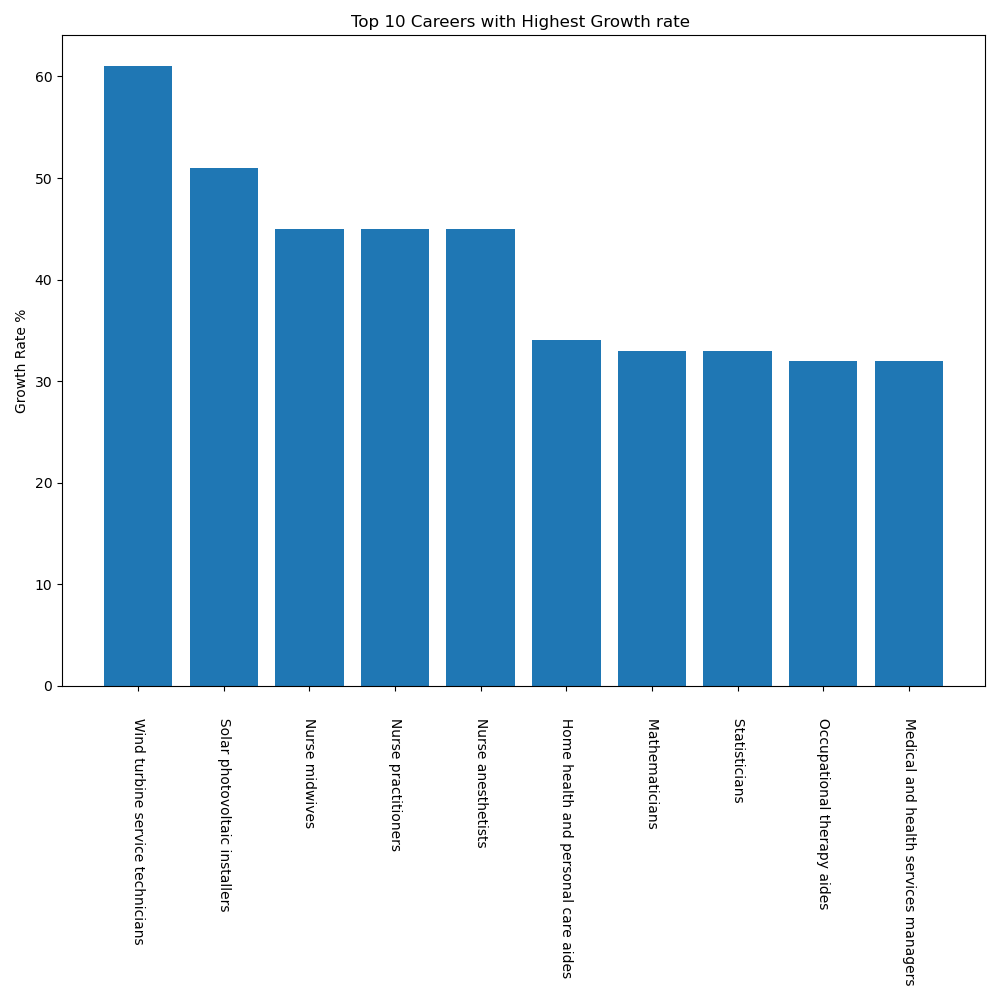 Top 10 Careers with Highest Growth rate
Growth Rate %
60
50
40
30
20
10
0
Wind turbine service technicians
Solar photovoltaic installers
Nurse midwives
Nurse practitioners
Nurse anesthetists
Home health and personal care aides
Mathematicians
Statisticians
Occupational therapy aides
Medical and health services managers